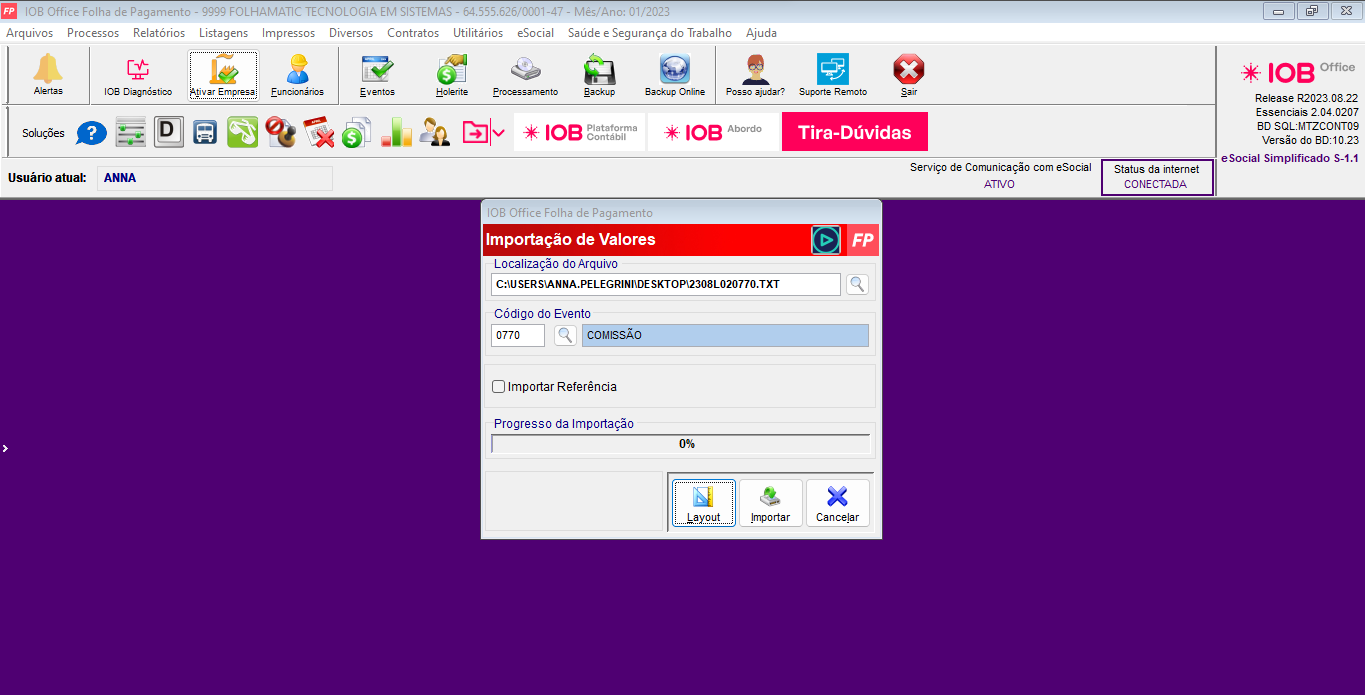 FP IOB Office Folha de Pagamento - 9999 FOLHAMATIC TECNOLOGIA EM SISTEMAS - 64.555.626/0001-47 - Mês/Ano: 01/2023
Arquivos Processos Relatórios Listagens Impressos Diversos Contratos Utilitários eSocial Saúde e Segurança do Trabalho Ajuda
Alertas IOB Diagnóstico Ativar Empresa Funcionários Eventos Holerite Processamento Backup Backup Online Posso ajudar? Suporte Remoto Sair
IOB Office
Release R2023.08.22
Essenciais 2.04.0207
BD SQL:MTZCONT09
Versão do BD:10.23
eSocial Simplificado S-1.1
Soluções ? D IOB Plataforma Contábil IOB Abordo Tira-Dúvidas
Usuário atual: ANNA
Serviço de Comunicação com eSocial
ATIVO
Status da internet
CONECTADA
IOB Office Folha de Pagamento
Importação de Valores FP
Localização do Arquivo
C:\USERS\ANNA.PELEGRINI\DESKTOP\2308L020770.TXT
Código do Evento
0770 COMISSÃO
Importar Referência
Progresso da Importação
0%
Layout Importar Cancelar